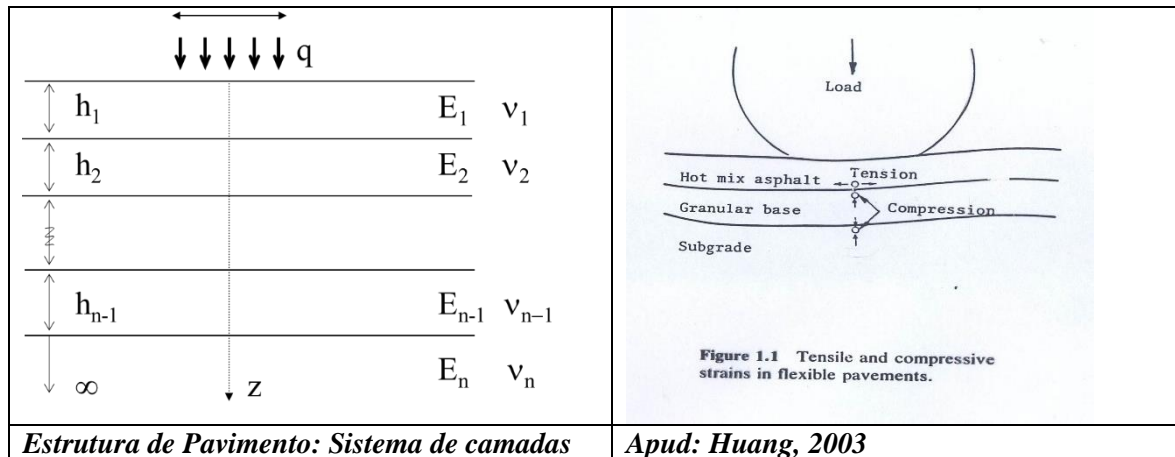 q
h₁ E₁ ν₁
h₂ E₂ ν₂
hₙ₋₁ Eₙ₋₁ νₙ₋₁
∞ z Eₙ νₙ
Estrutura de Pavimento: Sistema de camadas
Load
Hot mix asphalt Tension
Granular base Compression
Subgrade
Figure 1.1 Tensile and compressive
strains in flexible pavements.
Apud: Huang, 2003